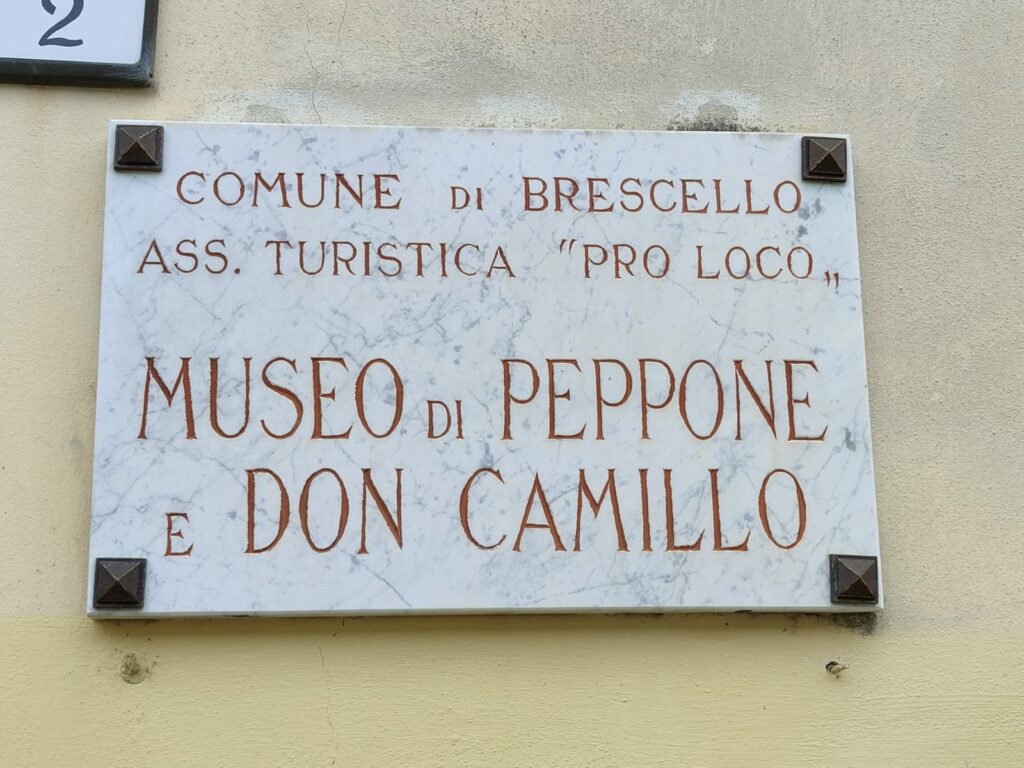 2
COMUNE DI BRESCELLO
ASS. TURISTICA "PRO LOCO„
MUSEO DI PEPPONE
E DON CAMILLO